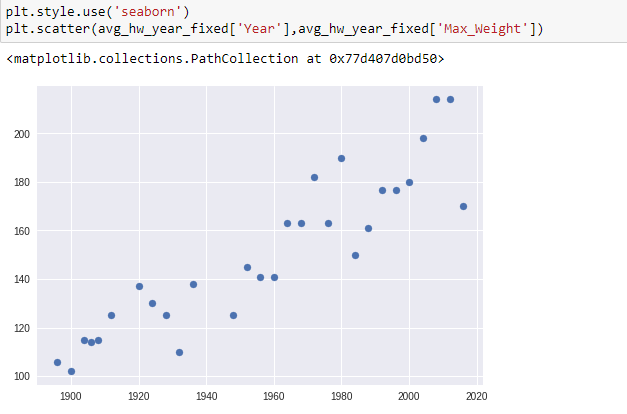 plt.style.use('seaborn')
plt.scatter(avg_hw_year_fixed['Year'],avg_hw_year_fixed['Max_Weight'])
<matplotlib.collections.PathCollection at 0x77d407d0bd50>
200
180
160
140
120
100
1900 1920 1940 1960 1980 2000 2020